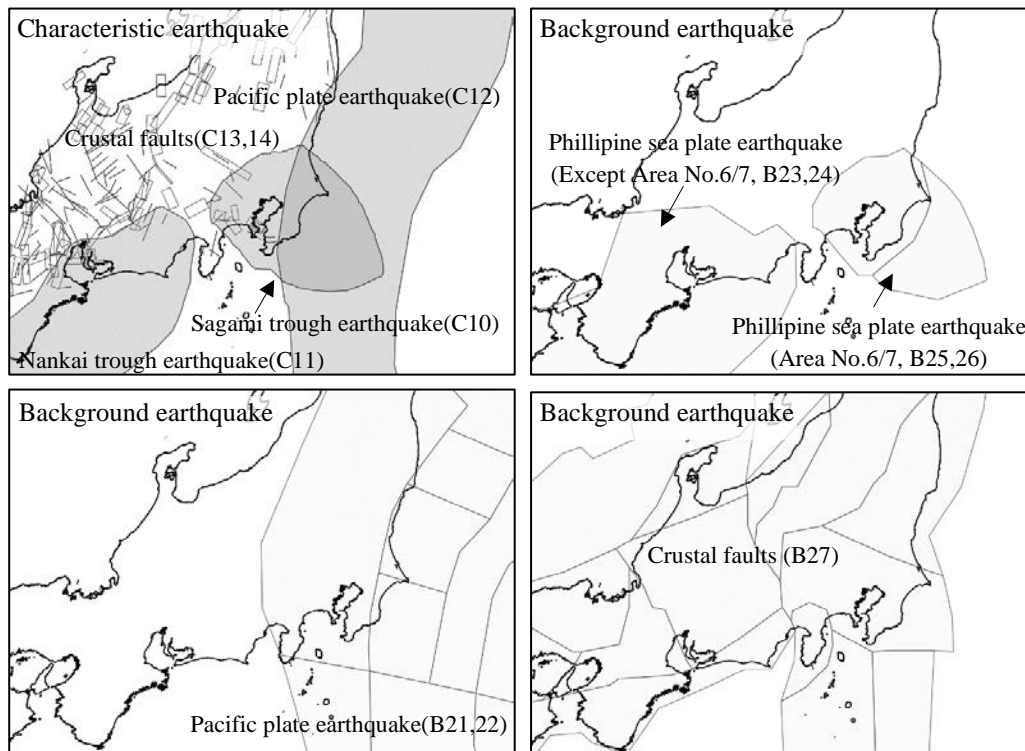 Characteristic earthquake
Pacific plate earthquake(C12)
Crustal faults(C13,14)
Sagami trough earthquake(C10)
Nankai trough earthquake(C11)
Background earthquake
Phillipine sea plate earthquake
(Except Area No.6/7, B23,24)
Phillipine sea plate earthquake
(Area No.6/7, B25,26)
Background earthquake
Pacific plate earthquake(B21,22)
Background earthquake
Crustal faults (B27)